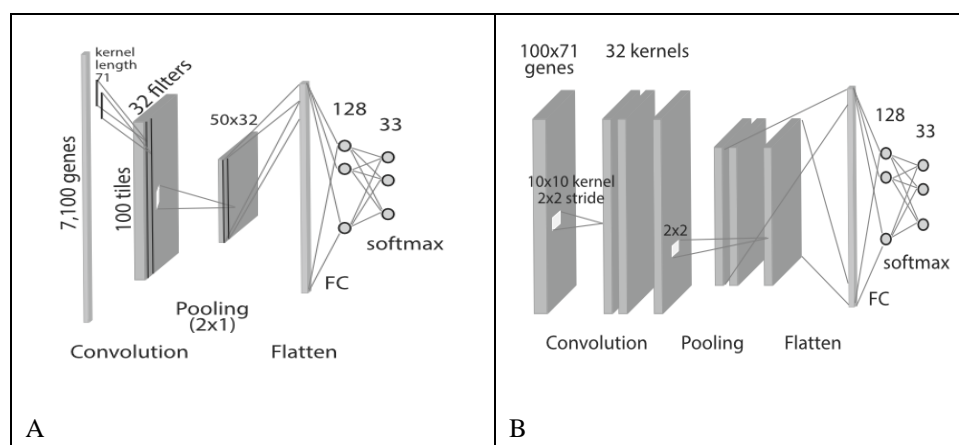 kernel
length
71
32 filters
7,100 genes
100 tiles
50x32
128
33
softmax
FC
Pooling
(2x1)
Convolution
Flatten
A
100x71
genes
32 kernels
10x10 kernel
2x2 stride
2x2
128
33
softmax
FC
Convolution
Pooling
Flatten
B